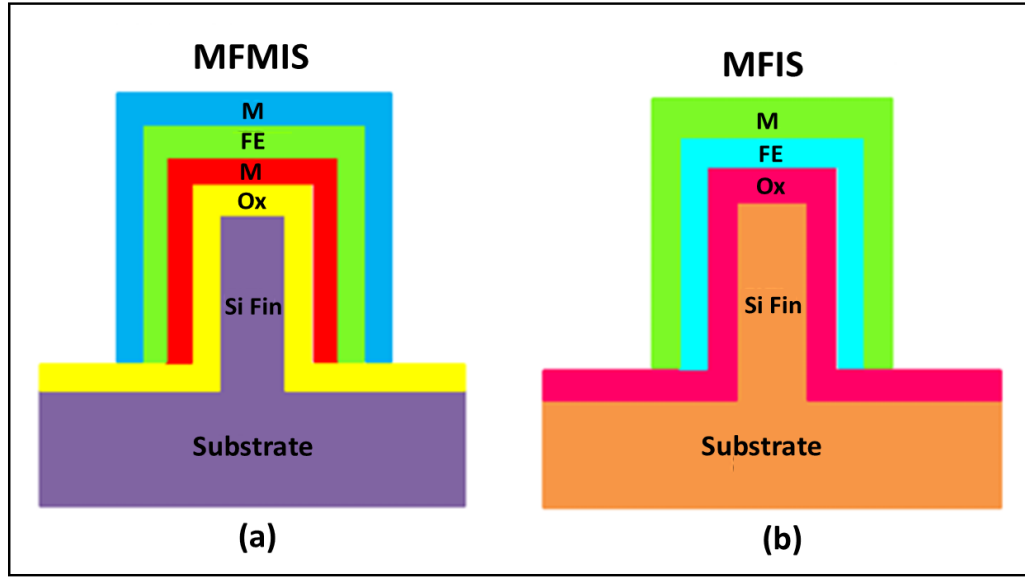 MFMIS
M
FE
M
Ox
Si Fin
Substrate
(a)
MFIS
M
FE
Ox
Si Fin
Substrate
(b)